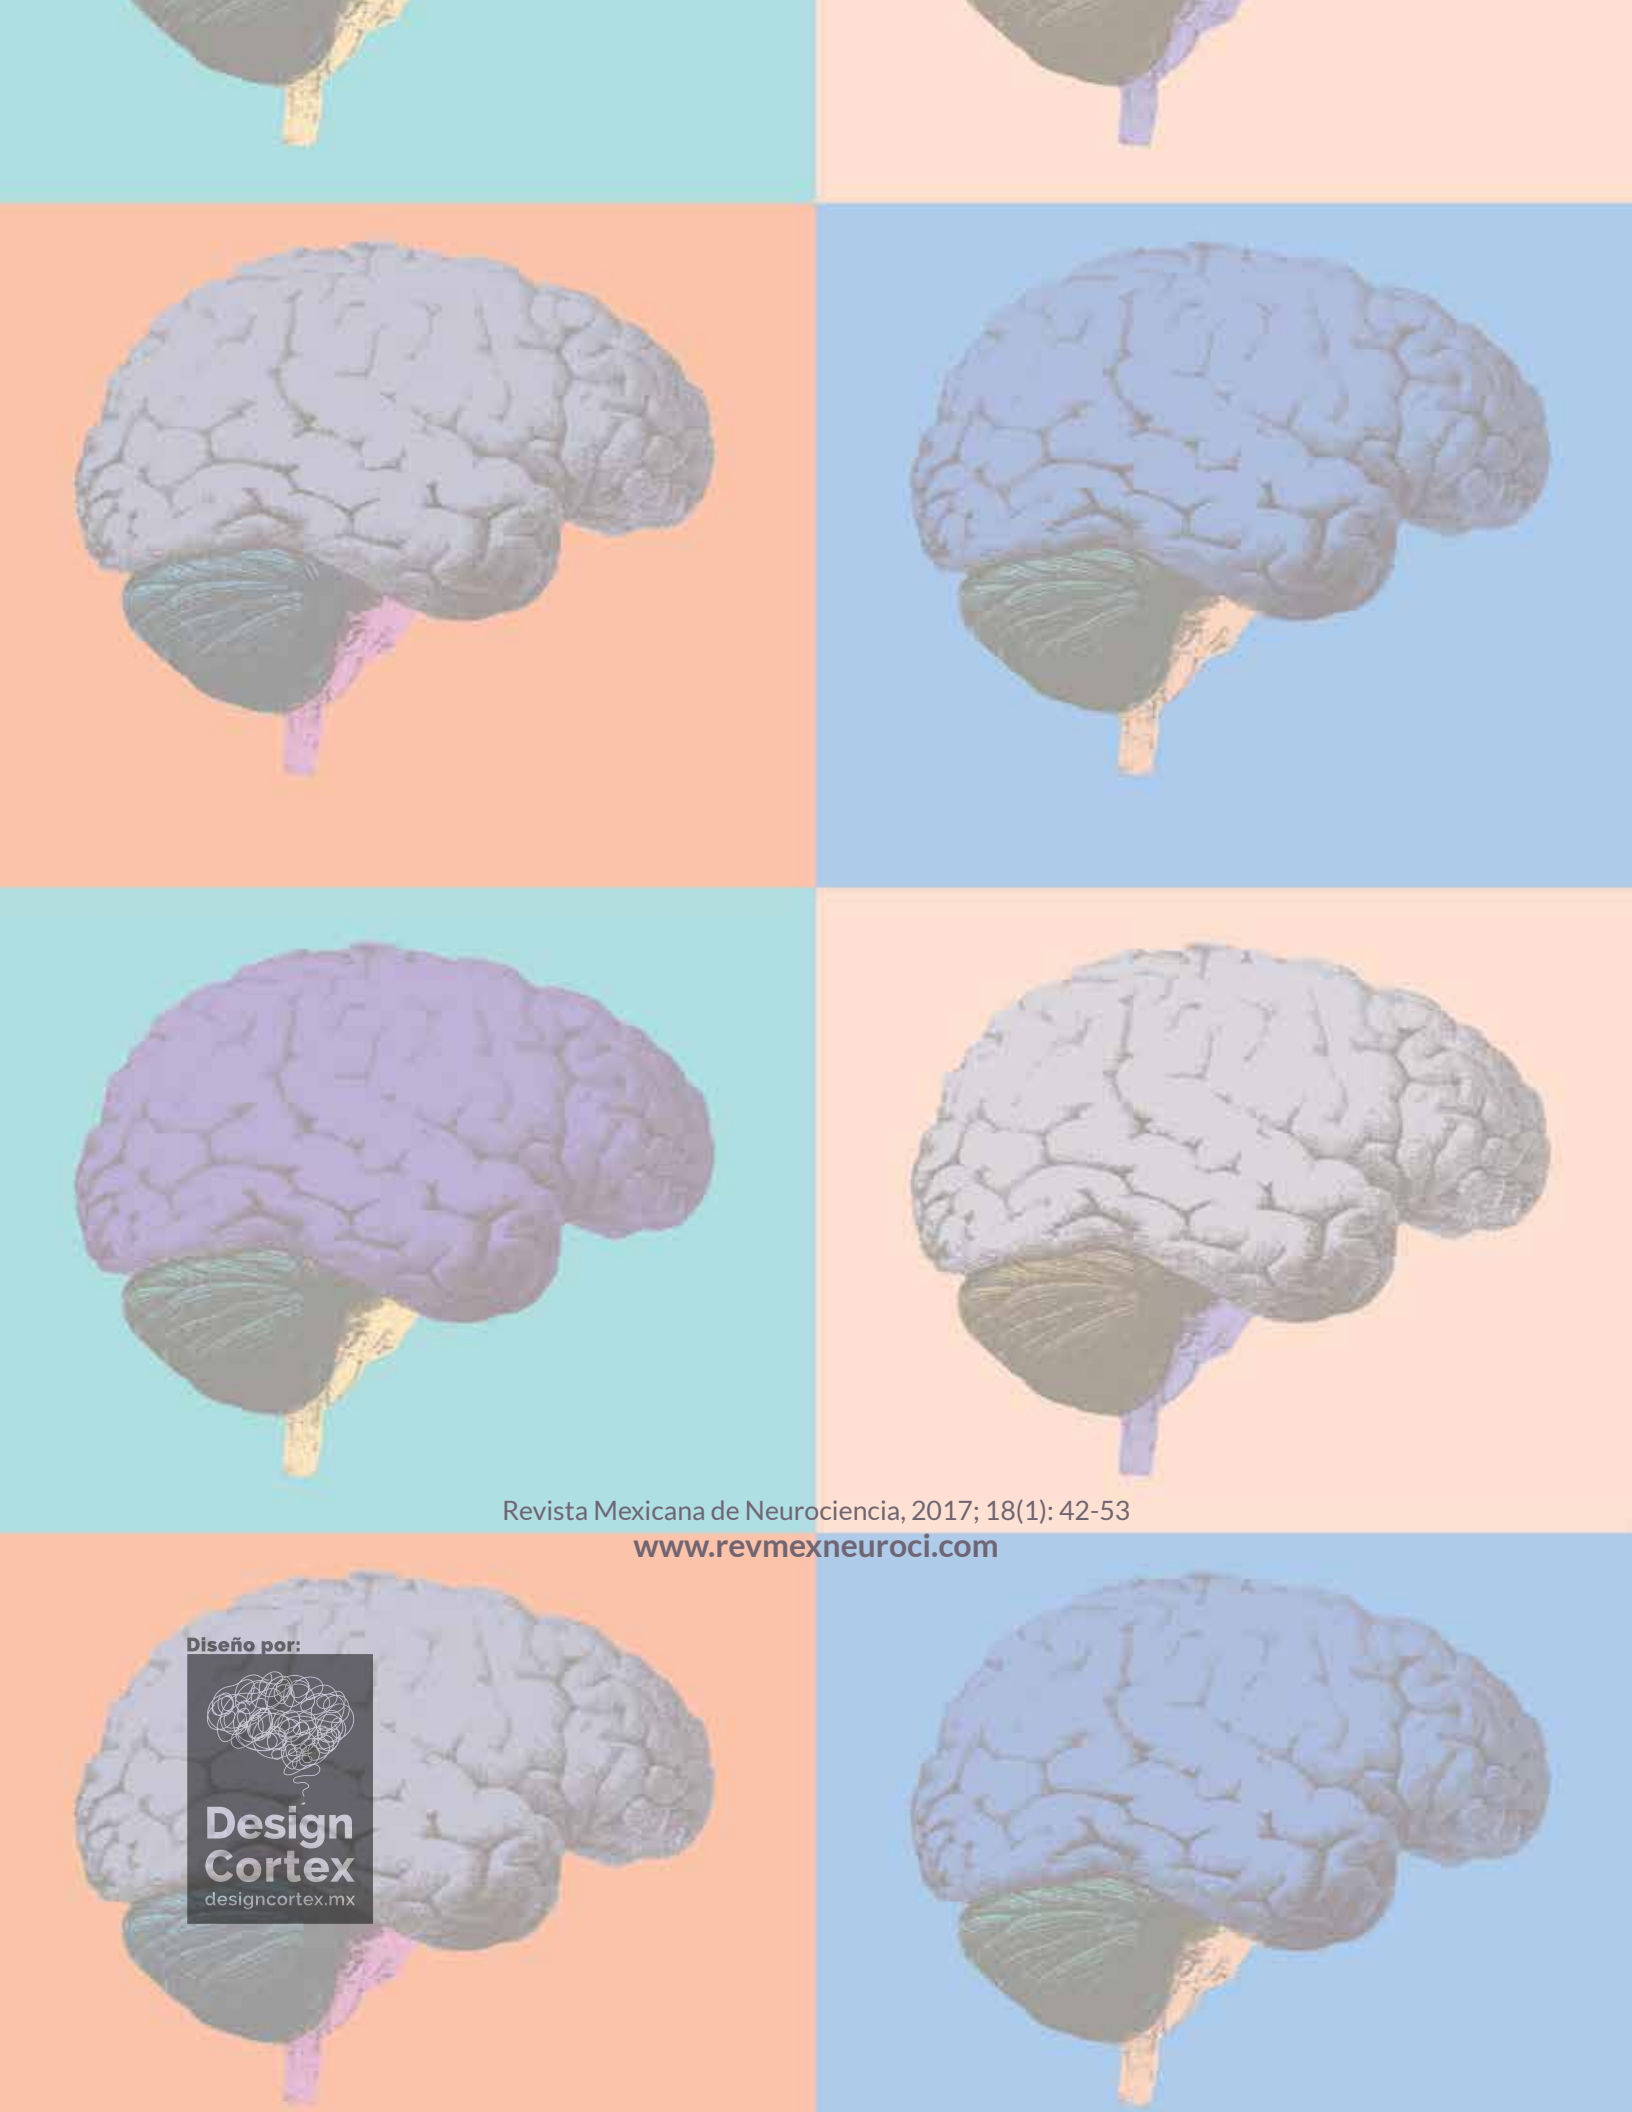 Revista Mexicana de Neurociencia, 2017; 18(1): 42-53
www.revmexneuroci.com
Diseño por:
Design
Cortex
designcortex.mx